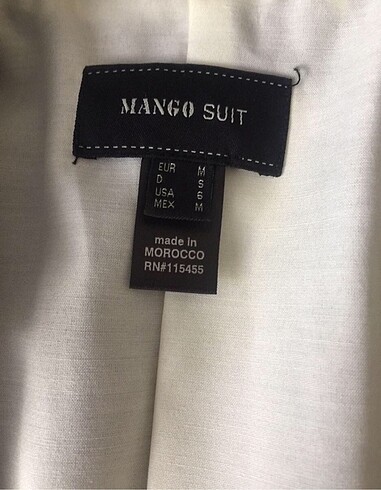 MANGO SUIT
EUR M
D S
USA 6
MEX M
made in
MOROCCO
RN#115455